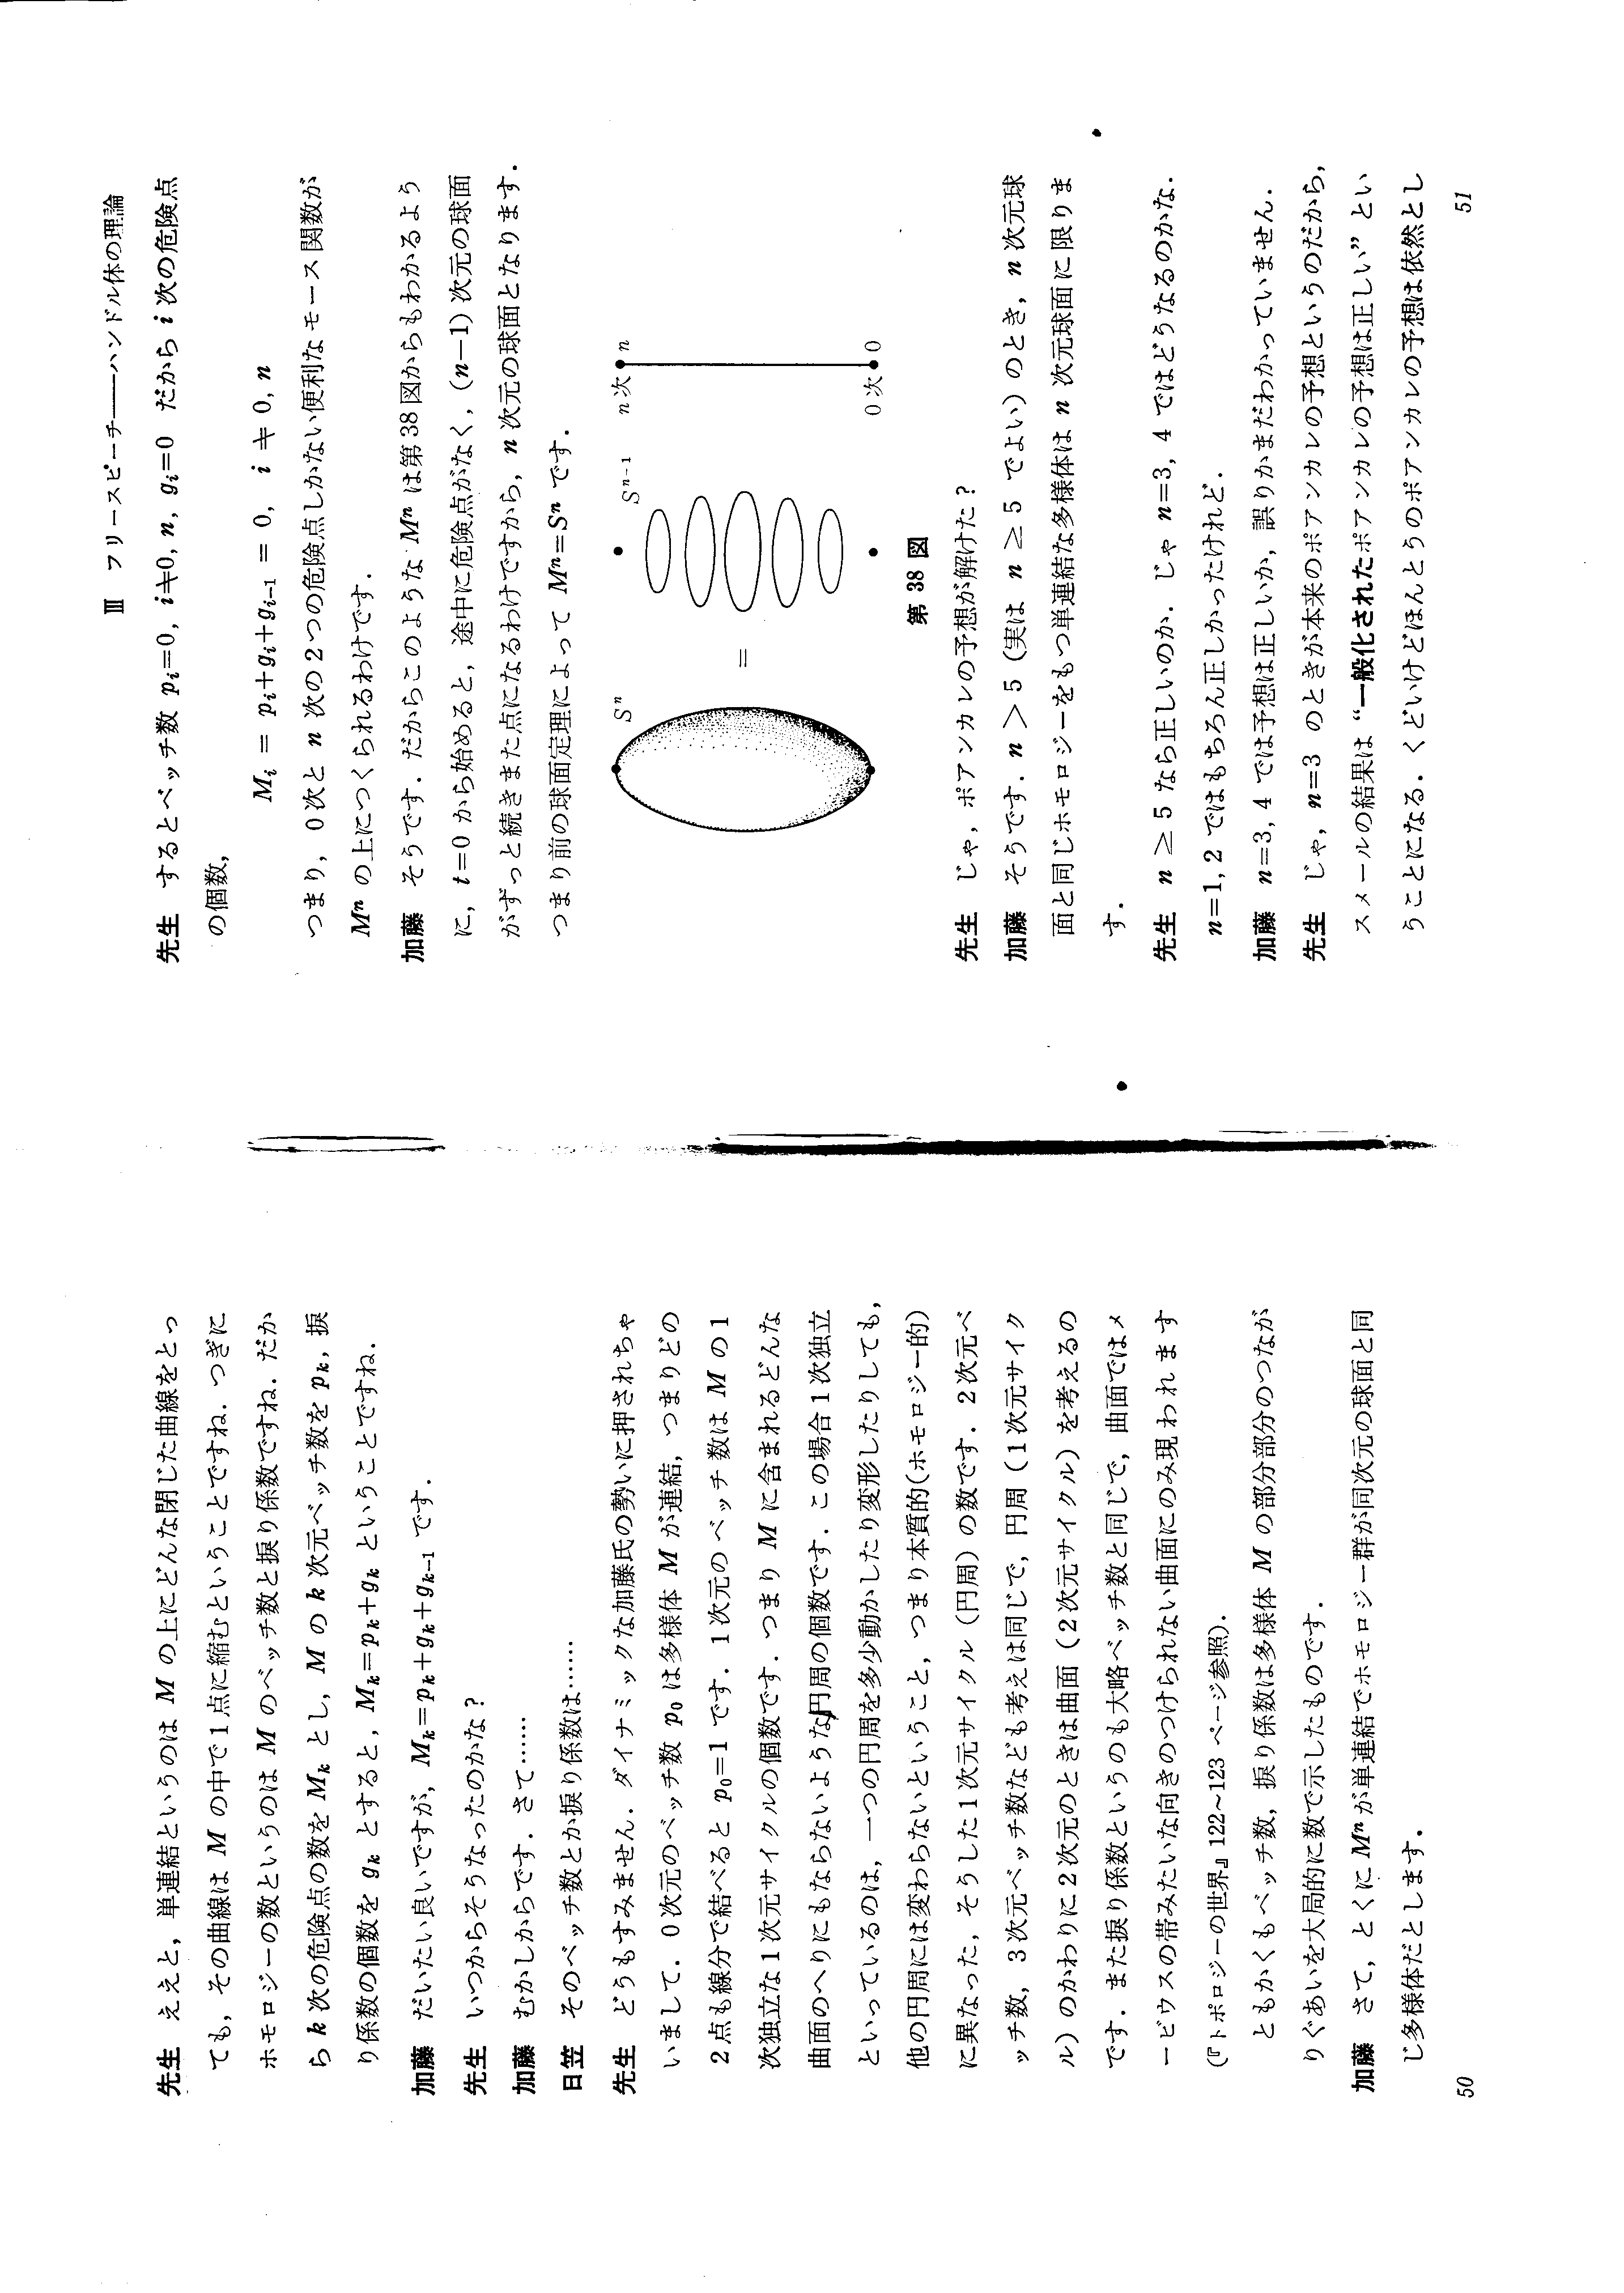 先生 ええと，単連結というのは M の上にどんな閉じた曲線をとっ
ても，その曲線は M の中で1点に縮むということですね．つぎに
ホモロジーの数というのは M のベッチ数と捩り係数ですね．だか
ら k 次の危険点の数を Mₖ とし，M の k 次元ベッチ数を pₖ，捩
り係数の個数を gₖ とすると，Mₖ=pₖ+gₖ ということですね．
加藤 だいたい良いですが，Mₖ=pₖ+gₖ+gₖ₋₁ です．
先生 いつからそうなったのかな？
加藤 むかしからです．さて……
日笠 そのベッチ数とか捩り係数は……
先生 どうもすみません．ダイナミックな加藤氏の勢いに押されちゃ
いまして．0次元のベッチ数 p₀ は多様体 M が連結，つまりどの
2点も線分で結べると p₀=1 です．1次元のベッチ数は M の1
次独立な1次元サイクルの個数です．つまり M に含まれるどんな
曲面のへりにもならないような円周の個数です．この場合1次独立
といっているのは，一つの円周を多少動かしたり変形したりしても，
他の円周には変わらないということ，つまり本質的(ホモロジー的)
に異なった，そうした1次元サイクル（円周）の数です．2次元ベ
ッチ数，3次元ベッチ数なども考えは同じで，円周（1次元サイク
ル）のかわりに2次元のときは曲面（2次元サイクル）を考えるの
です．また捩り係数というのも大略ベッチ数と同じで，曲面ではメ
ービウスの帯みたいな向きのつけられない曲面にのみ現われます
(『トポロジーの世界』122~123 ページ参照)．
ともかくもベッチ数，捩り係数は多様体 M の部分部分のつなが
りぐあいを大局的に数で示したものです．
加藤 さて，とくに Mⁿ が単連結でホモロジー群が同次元の球面と同
じ多様体だとします．
50
Ⅲ フリースピーチ――ハンドル体の理論
先生 するとベッチ数 pᵢ=0, i≠0, n, gᵢ=0 だから i 次の危険点
の個数，
Mᵢ = pᵢ+gᵢ+gᵢ₋₁ = 0, i ≠ 0, n
つまり，0次と n 次の2つの危険点しかない便利なモース関数が
Mⁿ の上につくられるわけです．
加藤 そうです．だからこのような Mⁿ は第38図からもわかるよう
に，t=0 から始めると，途中に危険点がなく，(n−1) 次元の球面
がずっと続きまた点になるわけですから，n 次元の球面となります．
つまり前の球面定理によって Mⁿ=Sⁿ です．
Sⁿ
=
Sⁿ⁻¹
n次 n
0次 0
第 38 図
先生 じゃ，ポアンカレの予想が解けた？
加藤 そうです．n > 5（実は n ≥ 5 でよい）のとき，n 次元球
面と同じホモロジーをもつ単連結な多様体は n 次元球面に限りま
す．
先生 n ≥ 5 なら正しいのか．じゃ n=3, 4 ではどうなるのかな．
n=1, 2 ではもちろん正しかったけれど．
加藤 n=3, 4 では予想は正しいか，誤りかまだわかっていません．
先生 じゃ，n=3 のときが本来のポアンカレの予想というのだから，
スメールの結果は“一般化されたポアンカレの予想は正しい”とい
うことになる．くどいけどほんとうのポアンカレの予想は依然とし
51